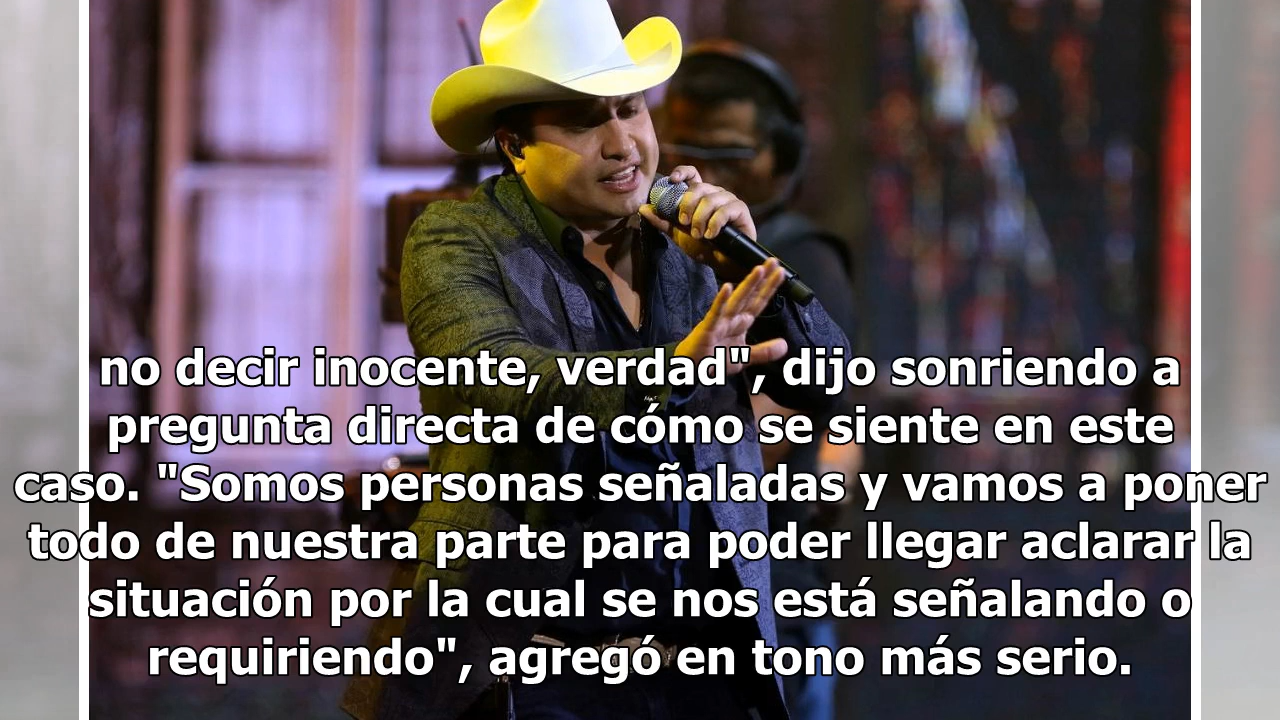 no decir inocente, verdad", dijo sonriendo a
pregunta directa de cómo se siente en este
caso. "Somos personas señaladas y vamos a poner
todo de nuestra parte para poder llegar aclarar la
situación por la cual se nos está señalando o
requiriendo", agregó en tono más serio.